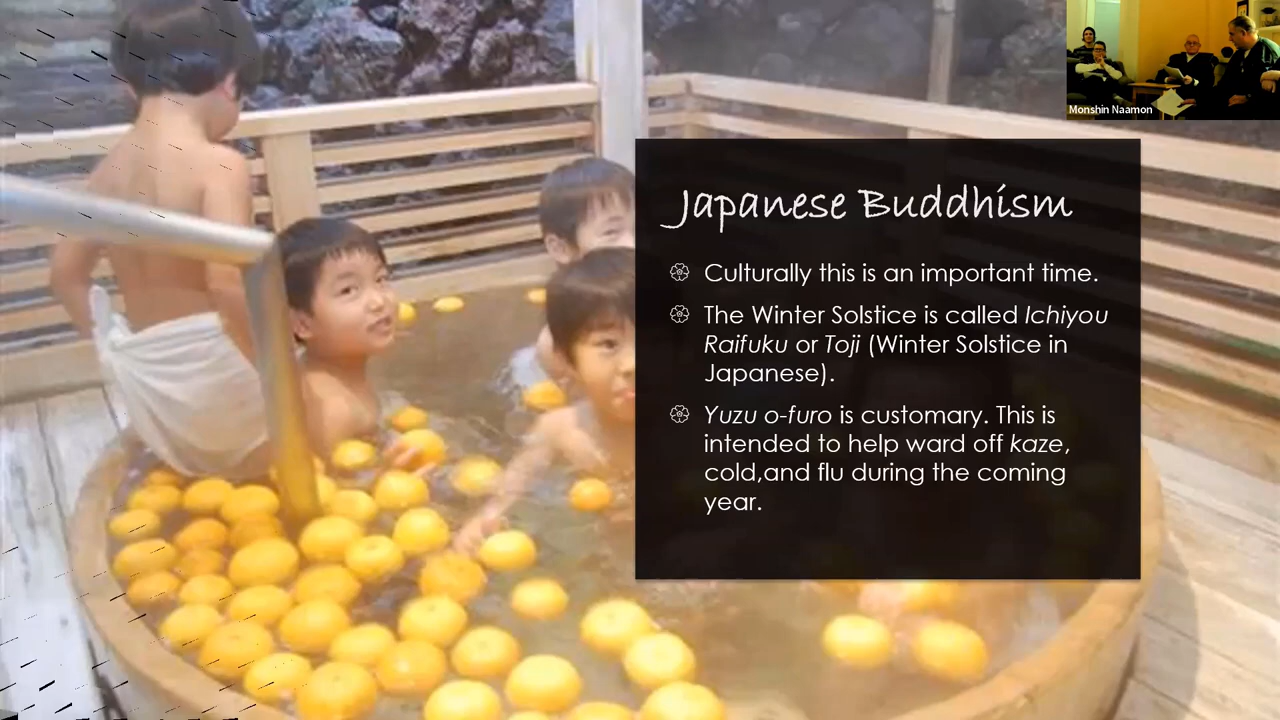 Monshin Naamon
Japanese Buddhism
Culturally this is an important time.
The Winter Solstice is called Ichiyou
Raifuku or Toji (Winter Solstice in
Japanese).
Yuzu o-furo is customary. This is
intended to help ward off kaze,
cold,and flu during the coming
year.